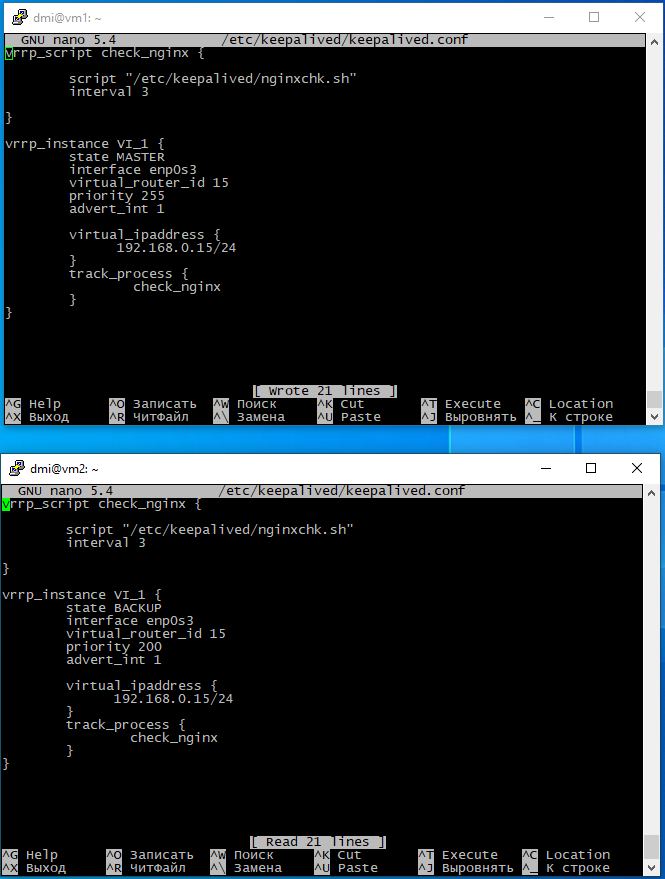 dmi@vm1: ~
GNU nano 5.4 /etc/keepalived/keepalived.conf
vrrp_script check_nginx {
script "/etc/keepalived/nginxchk.sh"
interval 3
}
vrrp_instance VI_1 {
state MASTER
interface enp0s3
virtual_router_id 15
priority 255
advert_int 1
virtual_ipaddress {
192.168.0.15/24
}
track_process {
check_nginx
}
}
[ Wrote 21 lines ]
^G Help ^O Записать ^W Поиск ^K Cut ^T Execute ^C Location
^X Выход ^R ЧитФайл ^\ Замена ^U Paste ^J Выровнять ^_ К строке
dmi@vm2: ~
GNU nano 5.4 /etc/keepalived/keepalived.conf
vrrp_script check_nginx {
script "/etc/keepalived/nginxchk.sh"
interval 3
}
vrrp_instance VI_1 {
state BACKUP
interface enp0s3
virtual_router_id 15
priority 200
advert_int 1
virtual_ipaddress {
192.168.0.15/24
}
track_process {
check_nginx
}
}
[ Read 21 lines ]
^G Help ^O Записать ^W Поиск ^K Cut ^T Execute ^C Location
^X Выход ^R ЧитФайл ^\ Замена ^U Paste ^J Выровнять ^_ К строке